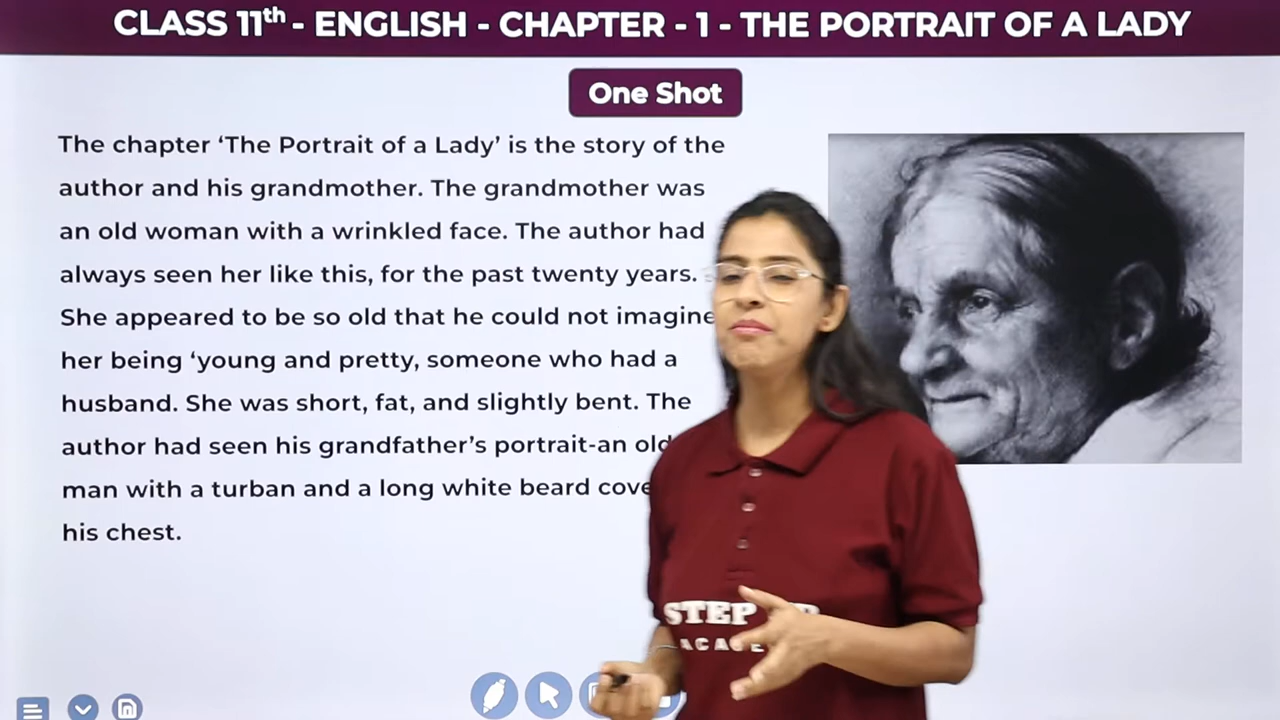 CLASS 11th - ENGLISH - CHAPTER - 1 - THE PORTRAIT OF A LADY
One Shot
The chapter ‘The Portrait of a Lady’ is the story of the
author and his grandmother. The grandmother was
an old woman with a wrinkled face. The author had
always seen her like this, for the past twenty years.
She appeared to be so old that he could not imagine
her being ‘young and pretty, someone who had a
husband. She was short, fat, and slightly bent. The
author had seen his grandfather’s portrait-an old
man with a turban and a long white beard
his chest.
STEP